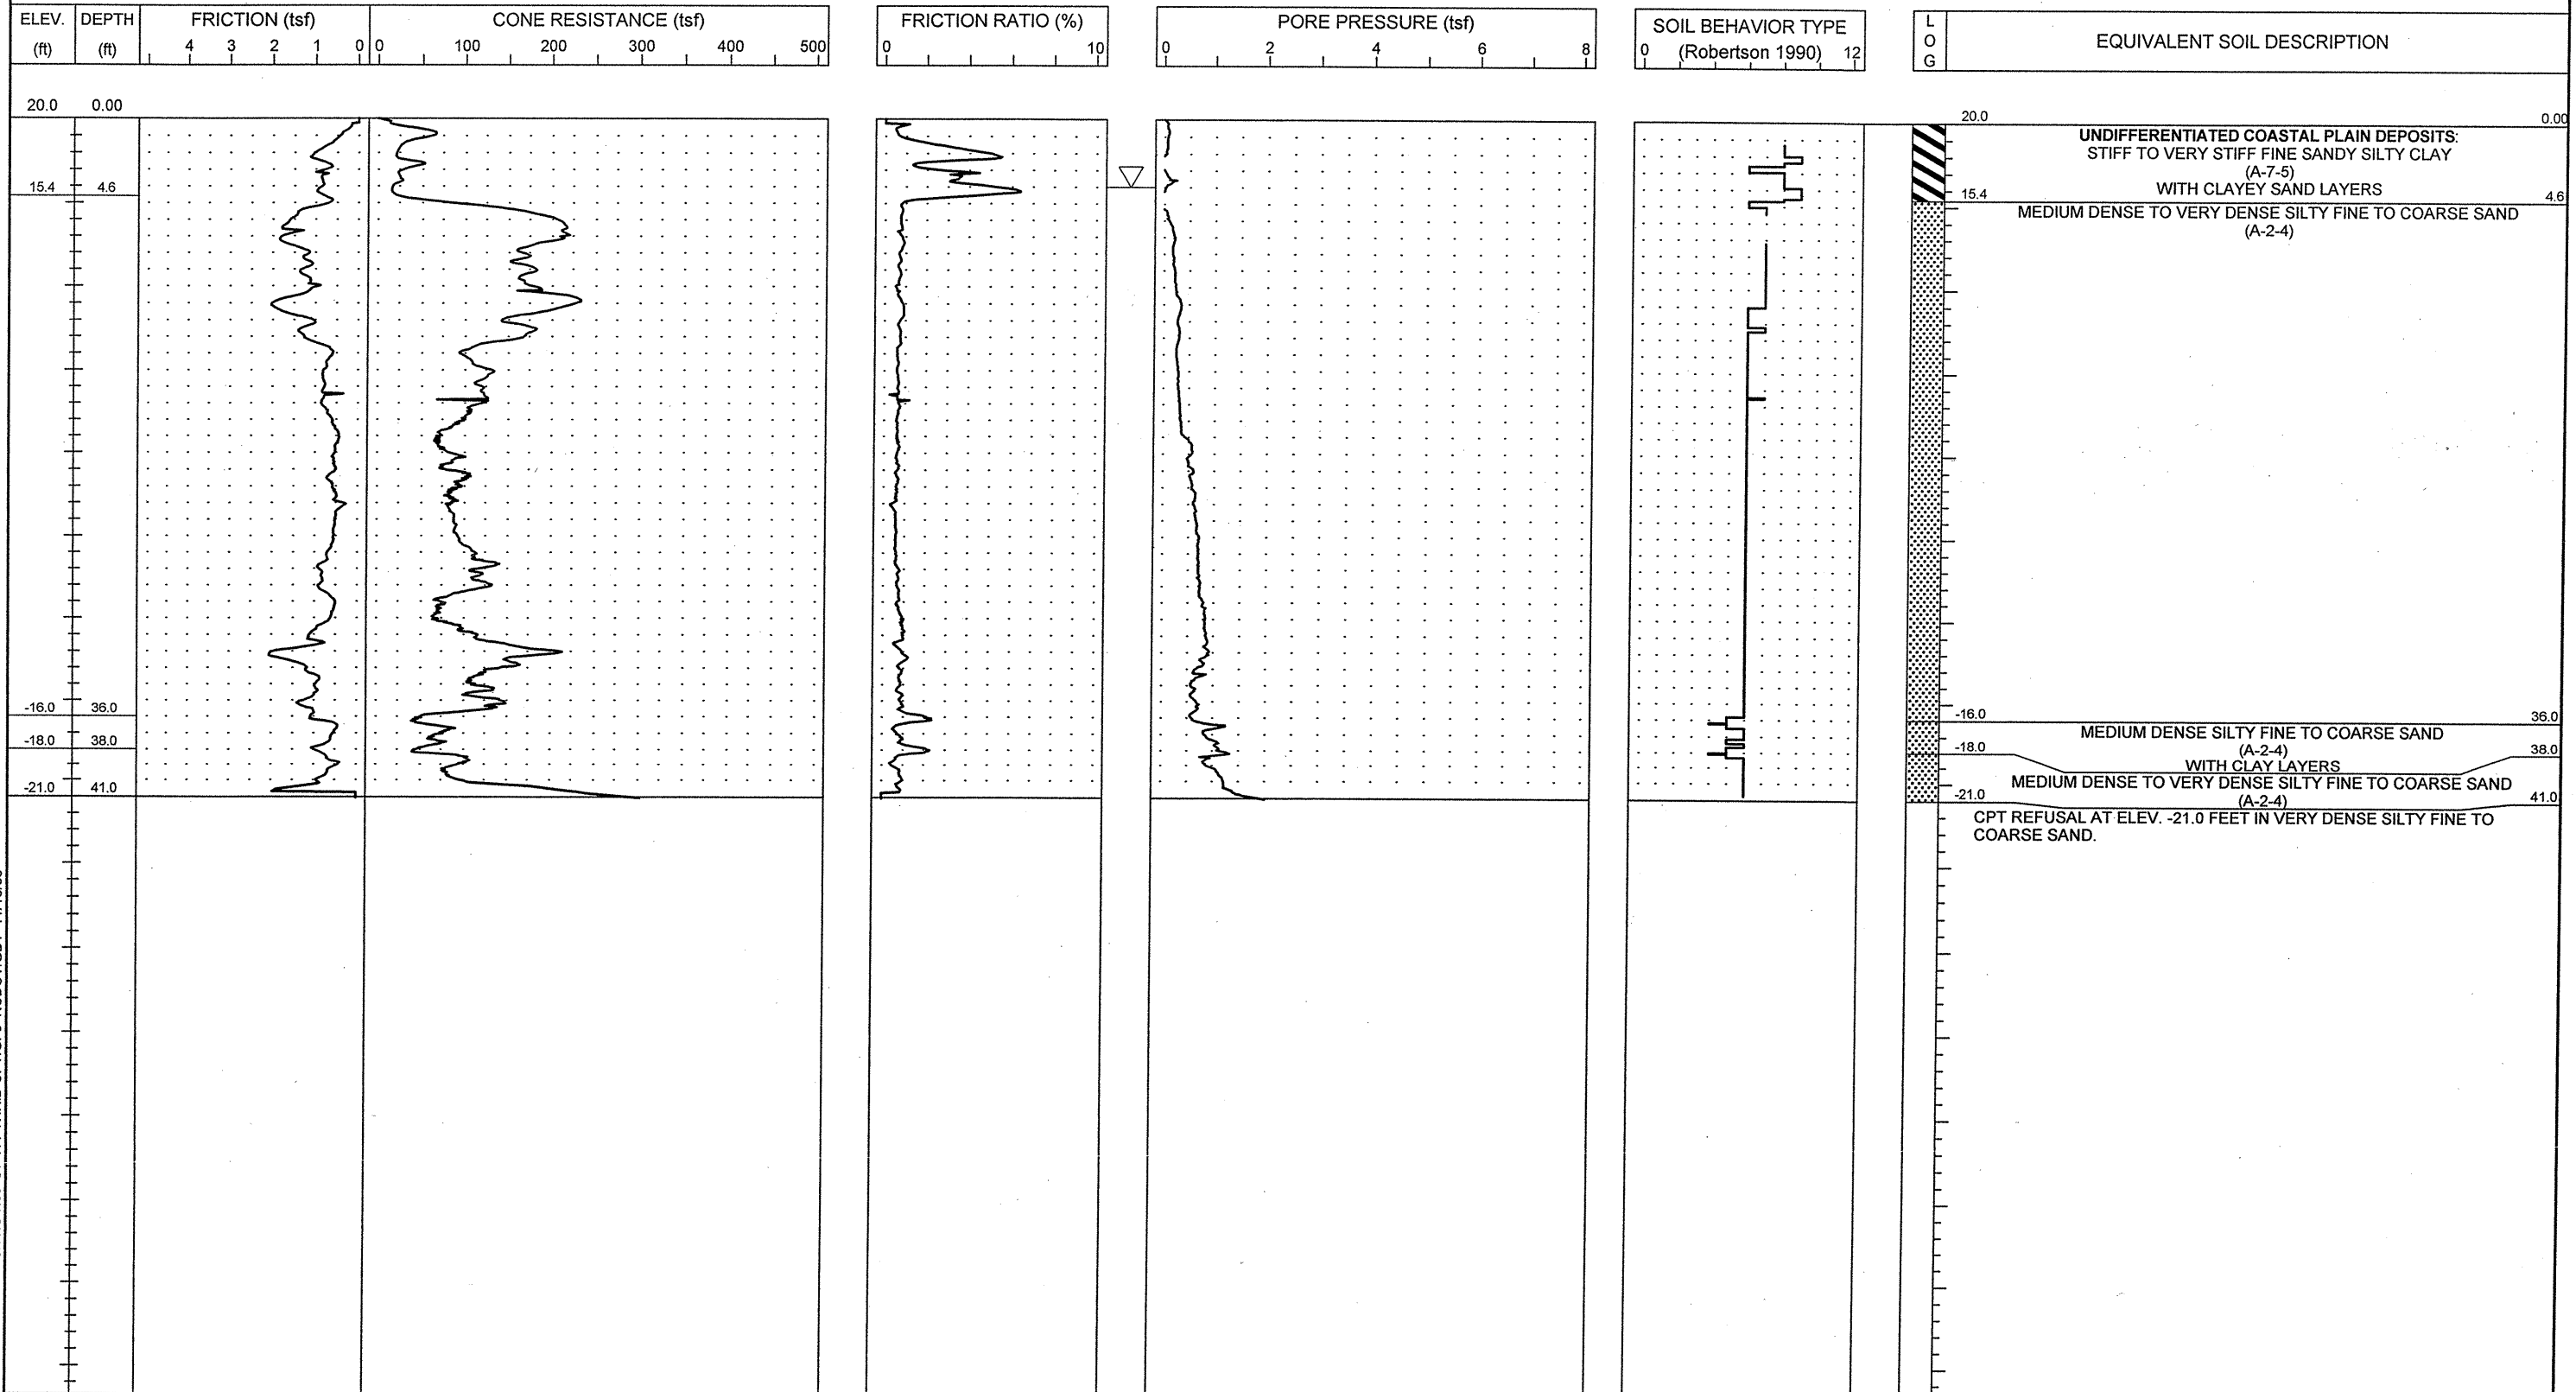 ELEV. DEPTH FRICTION (tsf) CONE RESISTANCE (tsf) FRICTION RATIO (%) PORE PRESSURE (tsf) SOIL BEHAVIOR TYPE L
(ft) (ft) 4 3 2 1 0 0 100 200 300 400 500 0 10 0 2 4 6 8 0 (Robertson 1990) 12 O EQUIVALENT SOIL DESCRIPTION
G
20.0 0.00
20.0 0.00
UNDIFFERENTIATED COASTAL PLAIN DEPOSITS:
STIFF TO VERY STIFF FINE SANDY SILTY CLAY
(A-7-5)
WITH CLAYEY SAND LAYERS
15.4 4.6
15.4 4.6
MEDIUM DENSE TO VERY DENSE SILTY FINE TO COARSE SAND
(A-2-4)
-16.0 36.0
-16.0 36.0
MEDIUM DENSE SILTY FINE TO COARSE SAND
(A-2-4)
-18.0 38.0
-18.0 38.0
WITH CLAY LAYERS
MEDIUM DENSE TO VERY DENSE SILTY FINE TO COARSE SAND
(A-2-4)
-21.0 41.0
-21.0 41.0
CPT REFUSAL AT ELEV. -21.0 FEET IN VERY DENSE SILTY FINE TO
COARSE SAND.